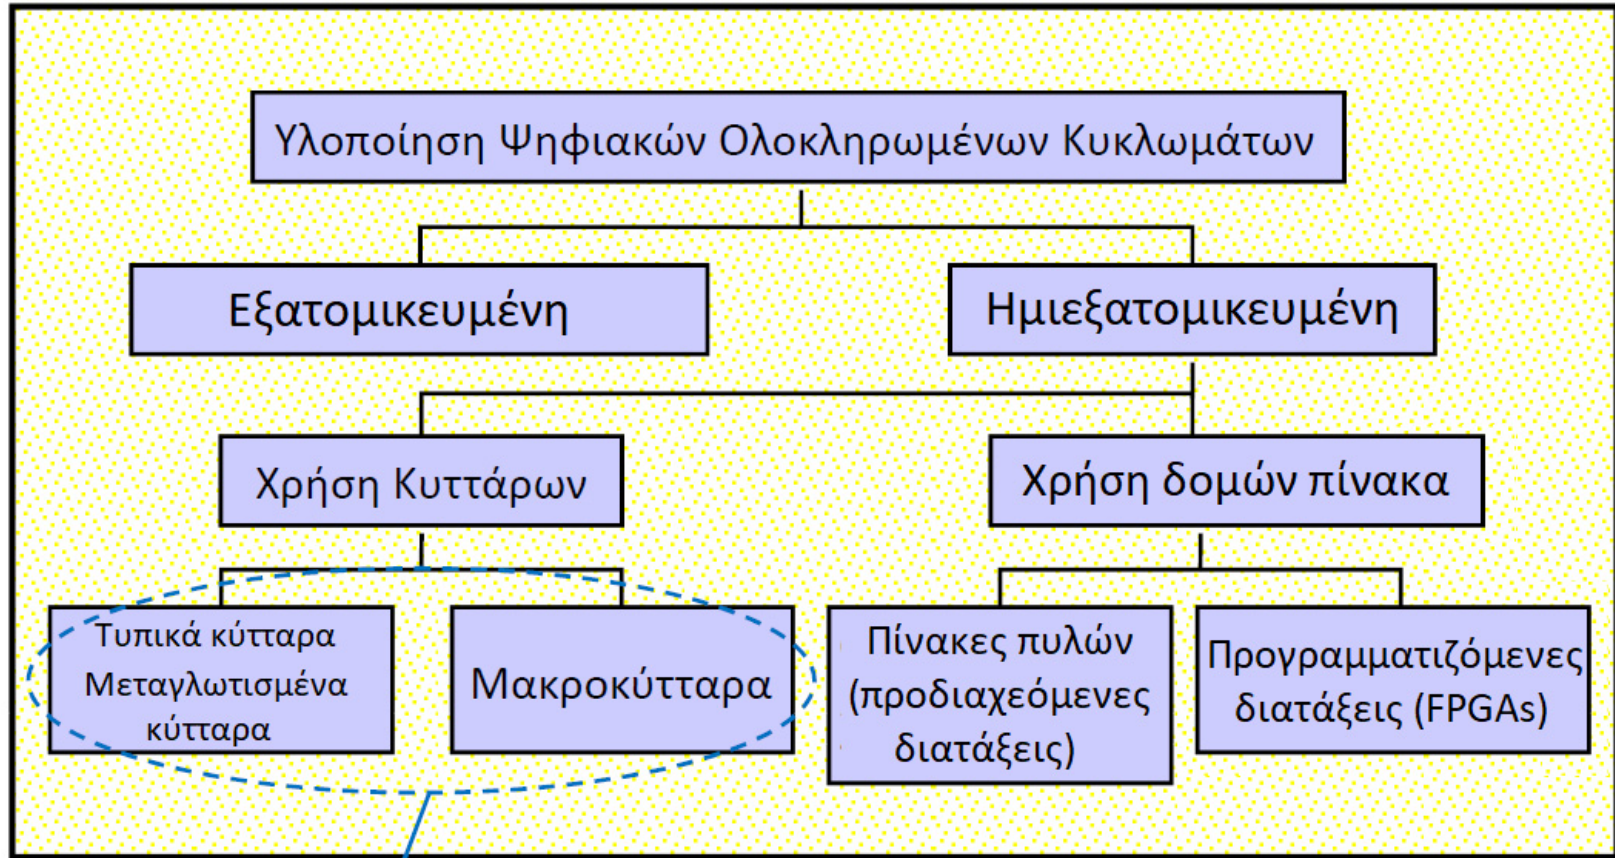 Υλοποίηση Ψηφιακών Ολοκληρωμένων Κυκλωμάτων
Εξατομικευμένη
Ημιεξατομικευμένη
Χρήση Κυττάρων
Χρήση δομών πίνακα
Τυπικά κύτταρα
Μεταγλωτισμένα
κύτταρα
Μακροκύτταρα
Πίνακες πυλών
(προδιαχεόμενες
διατάξεις)
Προγραμματιζόμενες
διατάξεις (FPGAs)